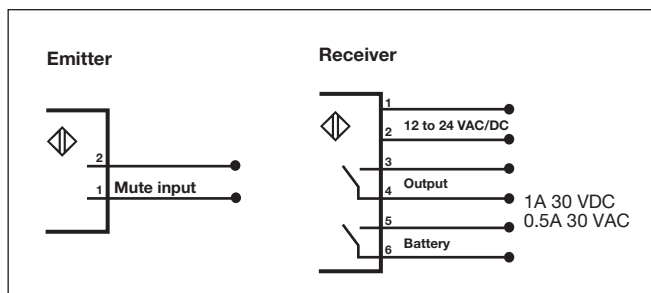 Emitter
2
1
Mute input
Receiver
1
12 to 24 VAC/DC
2
3
Output
4
1A 30 VDC
0.5A 30 VAC
5
Battery
6